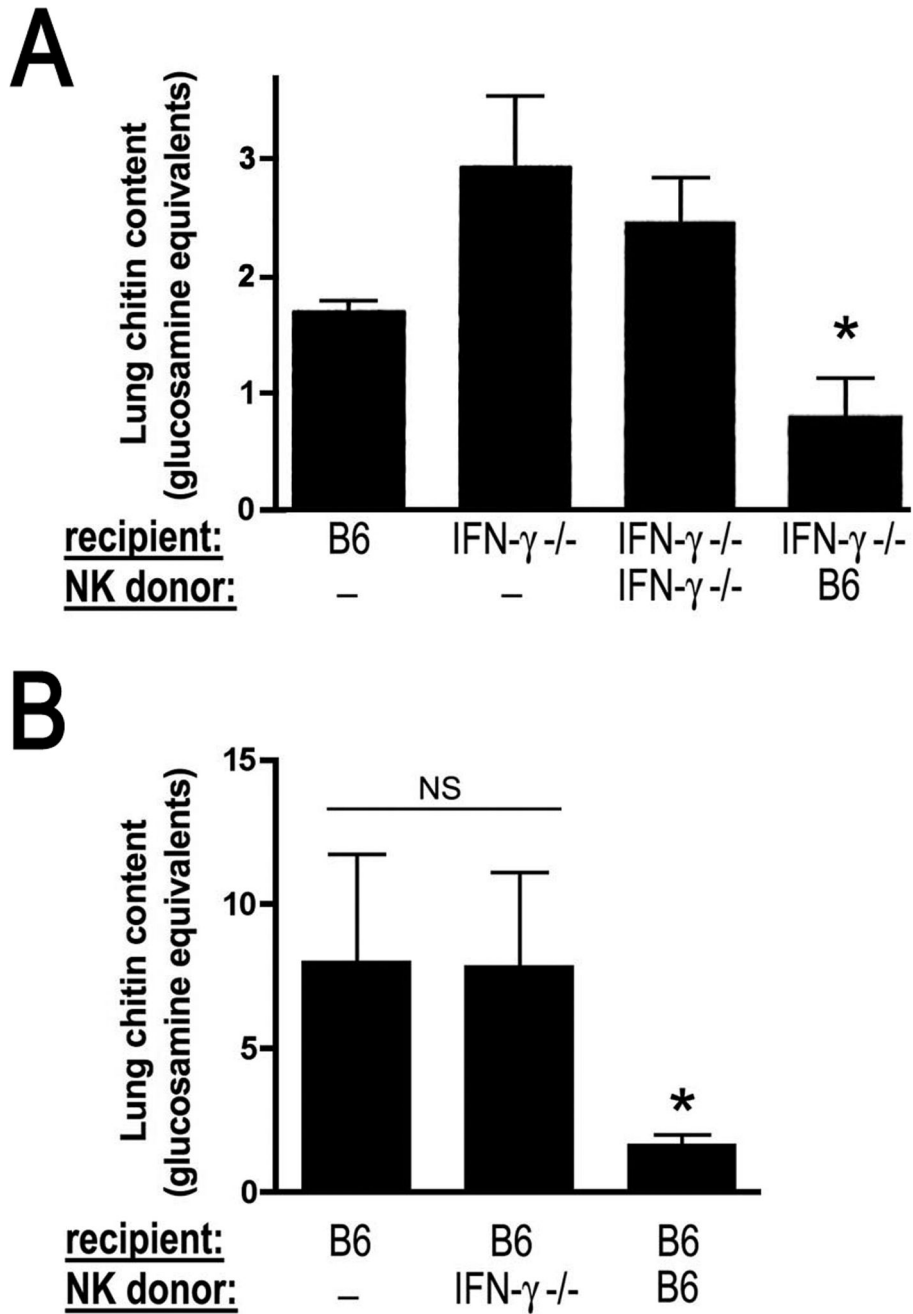 A
Lung chitin content
(glucosamine equivalents)
3
2
1
0
*
recipient: B6 IFN-γ -/- IFN-γ -/- IFN-γ -/-
NK donor: – – IFN-γ -/- B6
B
Lung chitin content
(glucosamine equivalents)
15
10
5
0
NS
*
recipient: B6 B6 B6
NK donor: – IFN-γ -/- B6